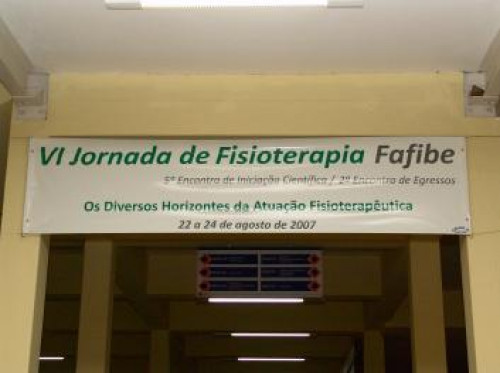 VI Jornada de Fisioterapia Fafibe
5º Encontro de Iniciação Científica / 2º Encontro de Egressos
Os Diversos Horizontes da Atuação Fisioterapêutica
22 a 24 de agosto de 2007